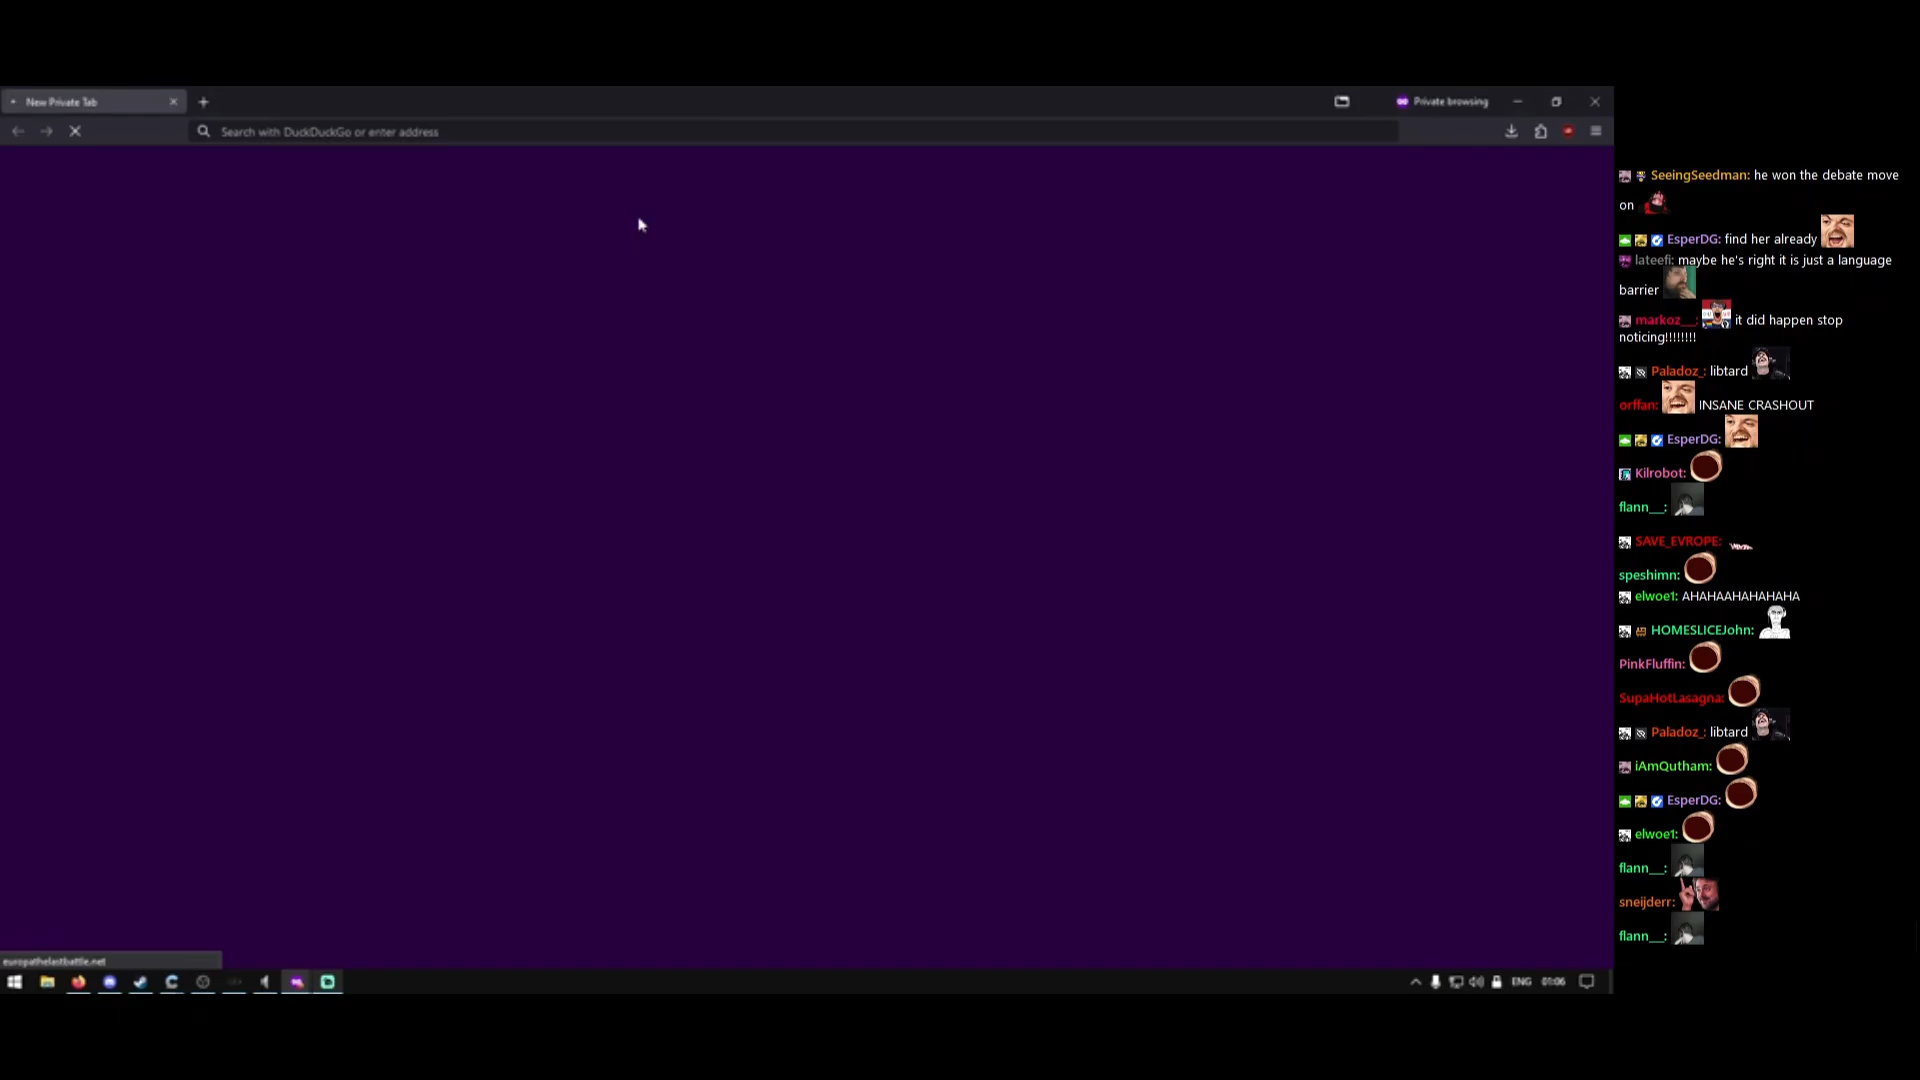 New Private Tab
Private browsing
Search with DuckDuckGo or enter address
SeeingSeedman: he won the debate move
on
EsperDG: find her already
lateefi: maybe he's right it is just a language
barrier
markoz__: it did happen stop
noticing!!!!!!!!
Paladoz_: libtard
orffan: INSANE CRASHOUT
EsperDG:
Kilrobot:
flann__:
SAVE_EVROPE:
speshimn:
elwoe1: AHAHAAHAHAHAHA
HOMESLICEJohn:
PinkFluffin:
SupaHotLasagna:
Paladoz_: libtard
iAmQutham:
EsperDG:
elwoe1:
flann__:
sneijderr:
flann__:
europathelastbattle.net
ENG 01:06